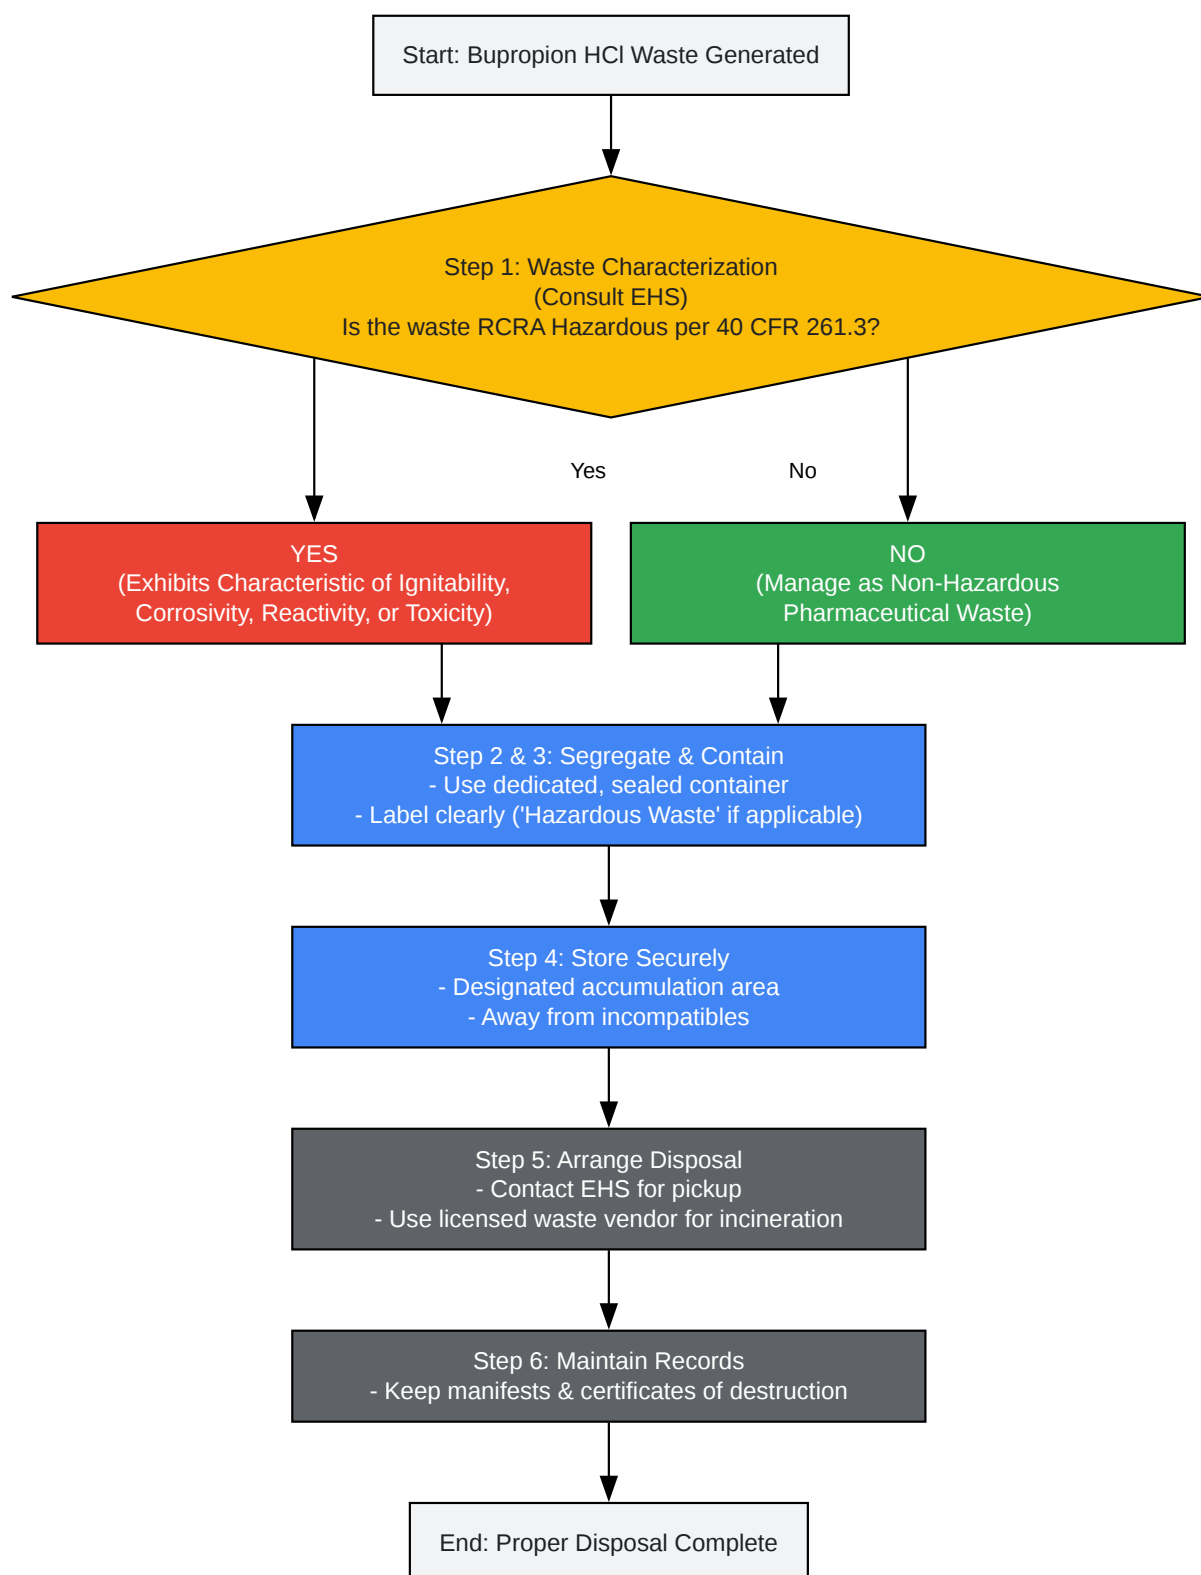 Start: Bupropion HCl Waste Generated
Step 1: Waste Characterization
(Consult EHS)
Is the waste RCRA Hazardous per 40 CFR 261.3?
Yes
No
YES
(Exhibits Characteristic of Ignitability,
Corrosivity, Reactivity, or Toxicity)
NO
(Manage as Non-Hazardous
Pharmaceutical Waste)
Step 2 & 3: Segregate & Contain
- Use dedicated, sealed container
- Label clearly ('Hazardous Waste' if applicable)
Step 4: Store Securely
- Designated accumulation area
- Away from incompatibles
Step 5: Arrange Disposal
- Contact EHS for pickup
- Use licensed waste vendor for incineration
Step 6: Maintain Records
- Keep manifests & certificates of destruction
End: Proper Disposal Complete